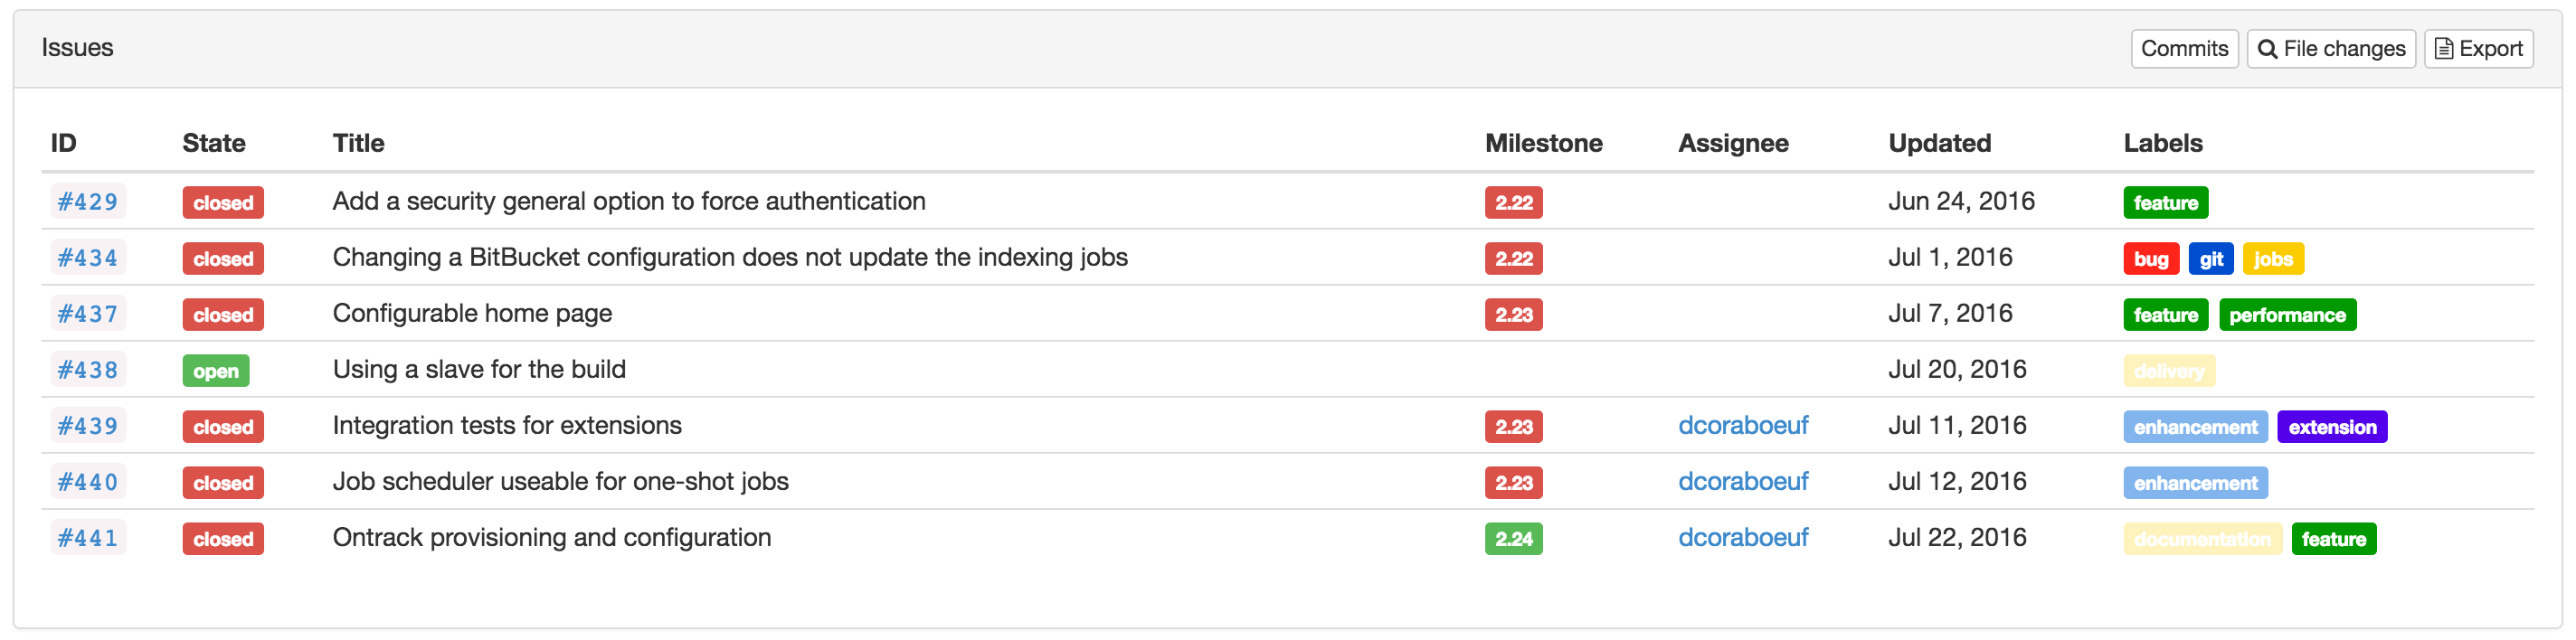 Issues Commits File changes Export
ID State Title Milestone Assignee Updated Labels
#429 closed Add a security general option to force authentication 2.22 Jun 24, 2016 feature
#434 closed Changing a BitBucket configuration does not update the indexing jobs 2.22 Jul 1, 2016 bug git jobs
#437 closed Configurable home page 2.23 Jul 7, 2016 feature performance
#438 open Using a slave for the build Jul 20, 2016 delivery
#439 closed Integration tests for extensions 2.23 dcoraboeuf Jul 11, 2016 enhancement extension
#440 closed Job scheduler useable for one-shot jobs 2.23 dcoraboeuf Jul 12, 2016 enhancement
#441 closed Ontrack provisioning and configuration 2.24 dcoraboeuf Jul 22, 2016 documentation feature